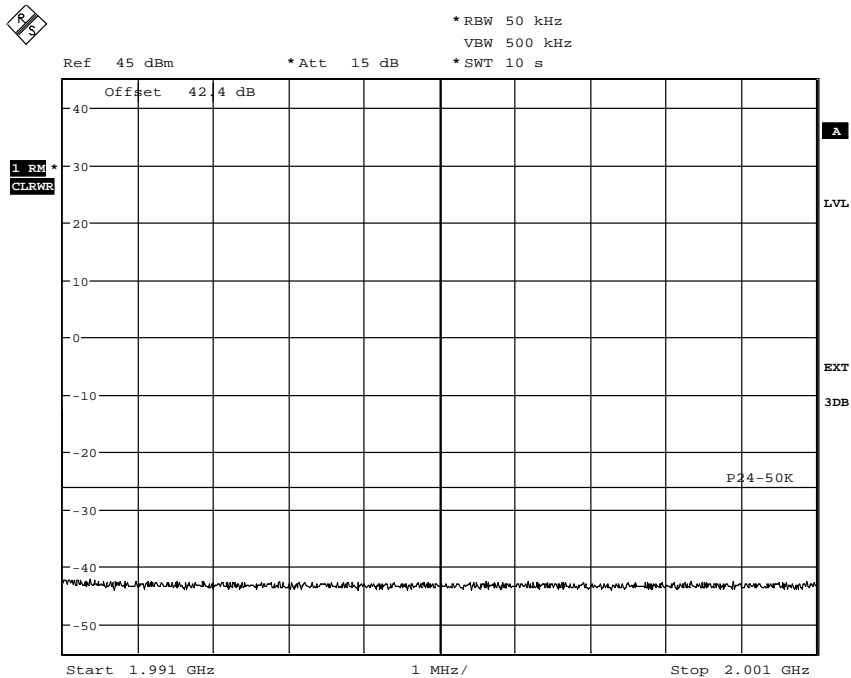 R S
* RBW 50 kHz
VBW 500 kHz
Ref 45 dBm * Att 15 dB * SWT 10 s
Offset 42.4 dB
40
A
1 RM *
30
CLRWR
LVL
20
10
0
EXT
-10
3DB
-20
P24-50K
-30
-40
-50
Start 1.991 GHz 1 MHz/ Stop 2.001 GHz